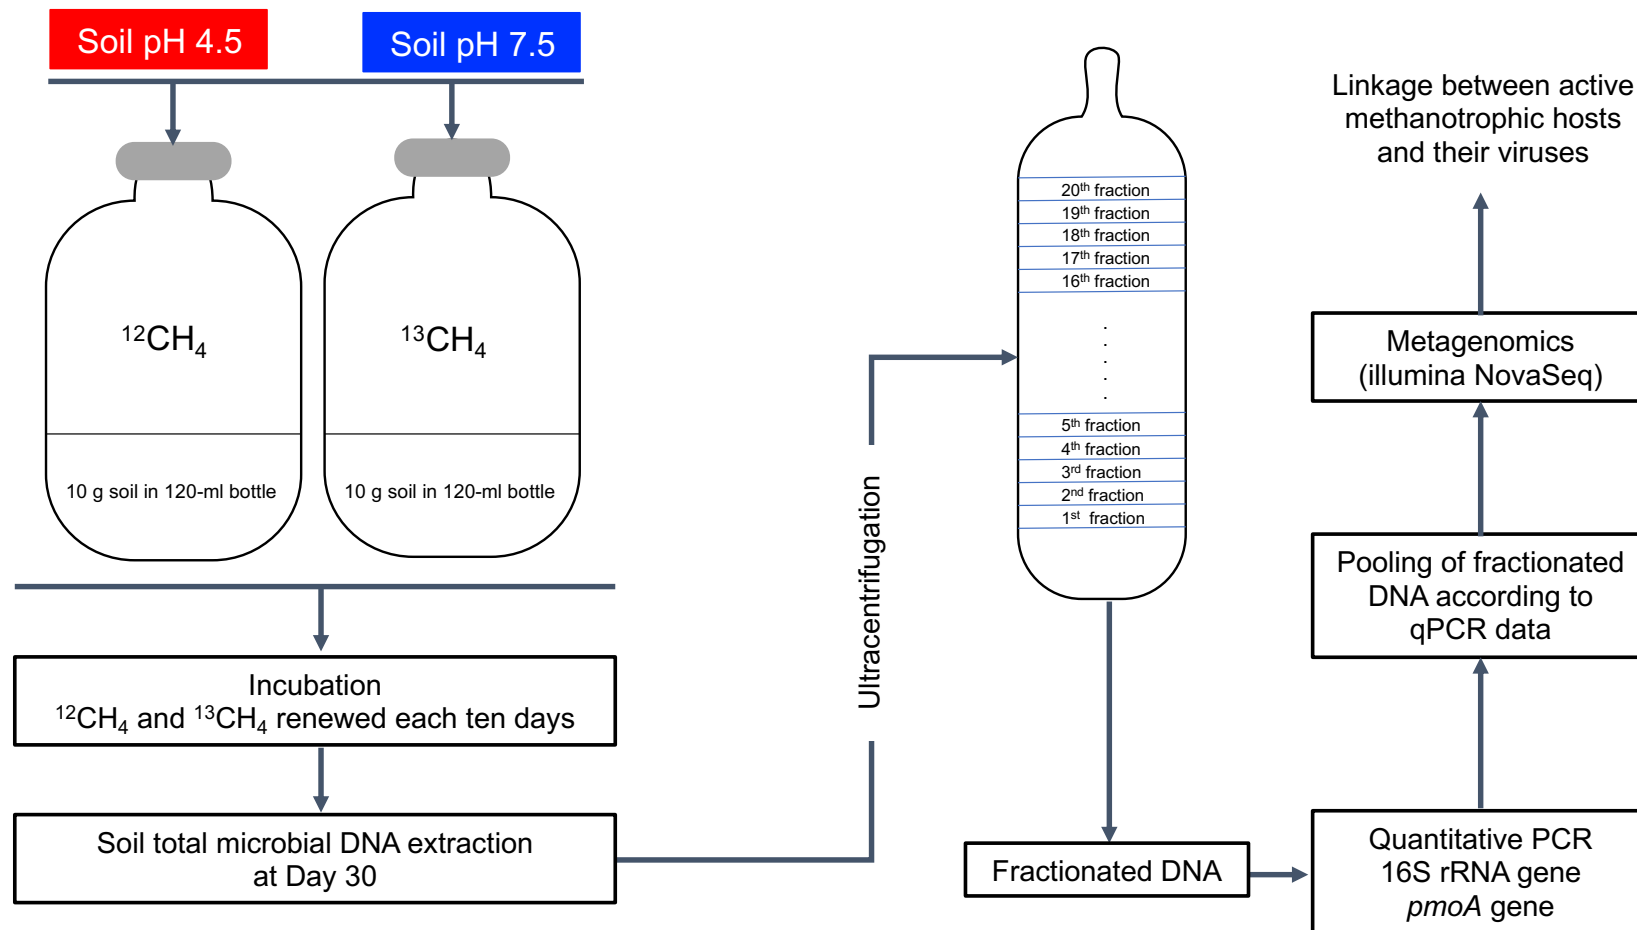 Soil pH 4.5
Soil pH 7.5
¹²CH₄
¹³CH₄
10 g soil in 120-ml bottle
10 g soil in 120-ml bottle
Incubation
¹²CH₄ and ¹³CH₄ renewed each ten days
Soil total microbial DNA extraction
at Day 30
Ultracentrifugation
20th fraction
19th fraction
18th fraction
17th fraction
16th fraction
.
.
.
.
.
5th fraction
4th fraction
3rd fraction
2nd fraction
1st fraction
Fractionated DNA
Quantitative PCR
16S rRNA gene
pmoA gene
Pooling of fractionated
DNA according to
qPCR data
Metagenomics
(illumina NovaSeq)
Linkage between active
methanotrophic hosts
and their viruses